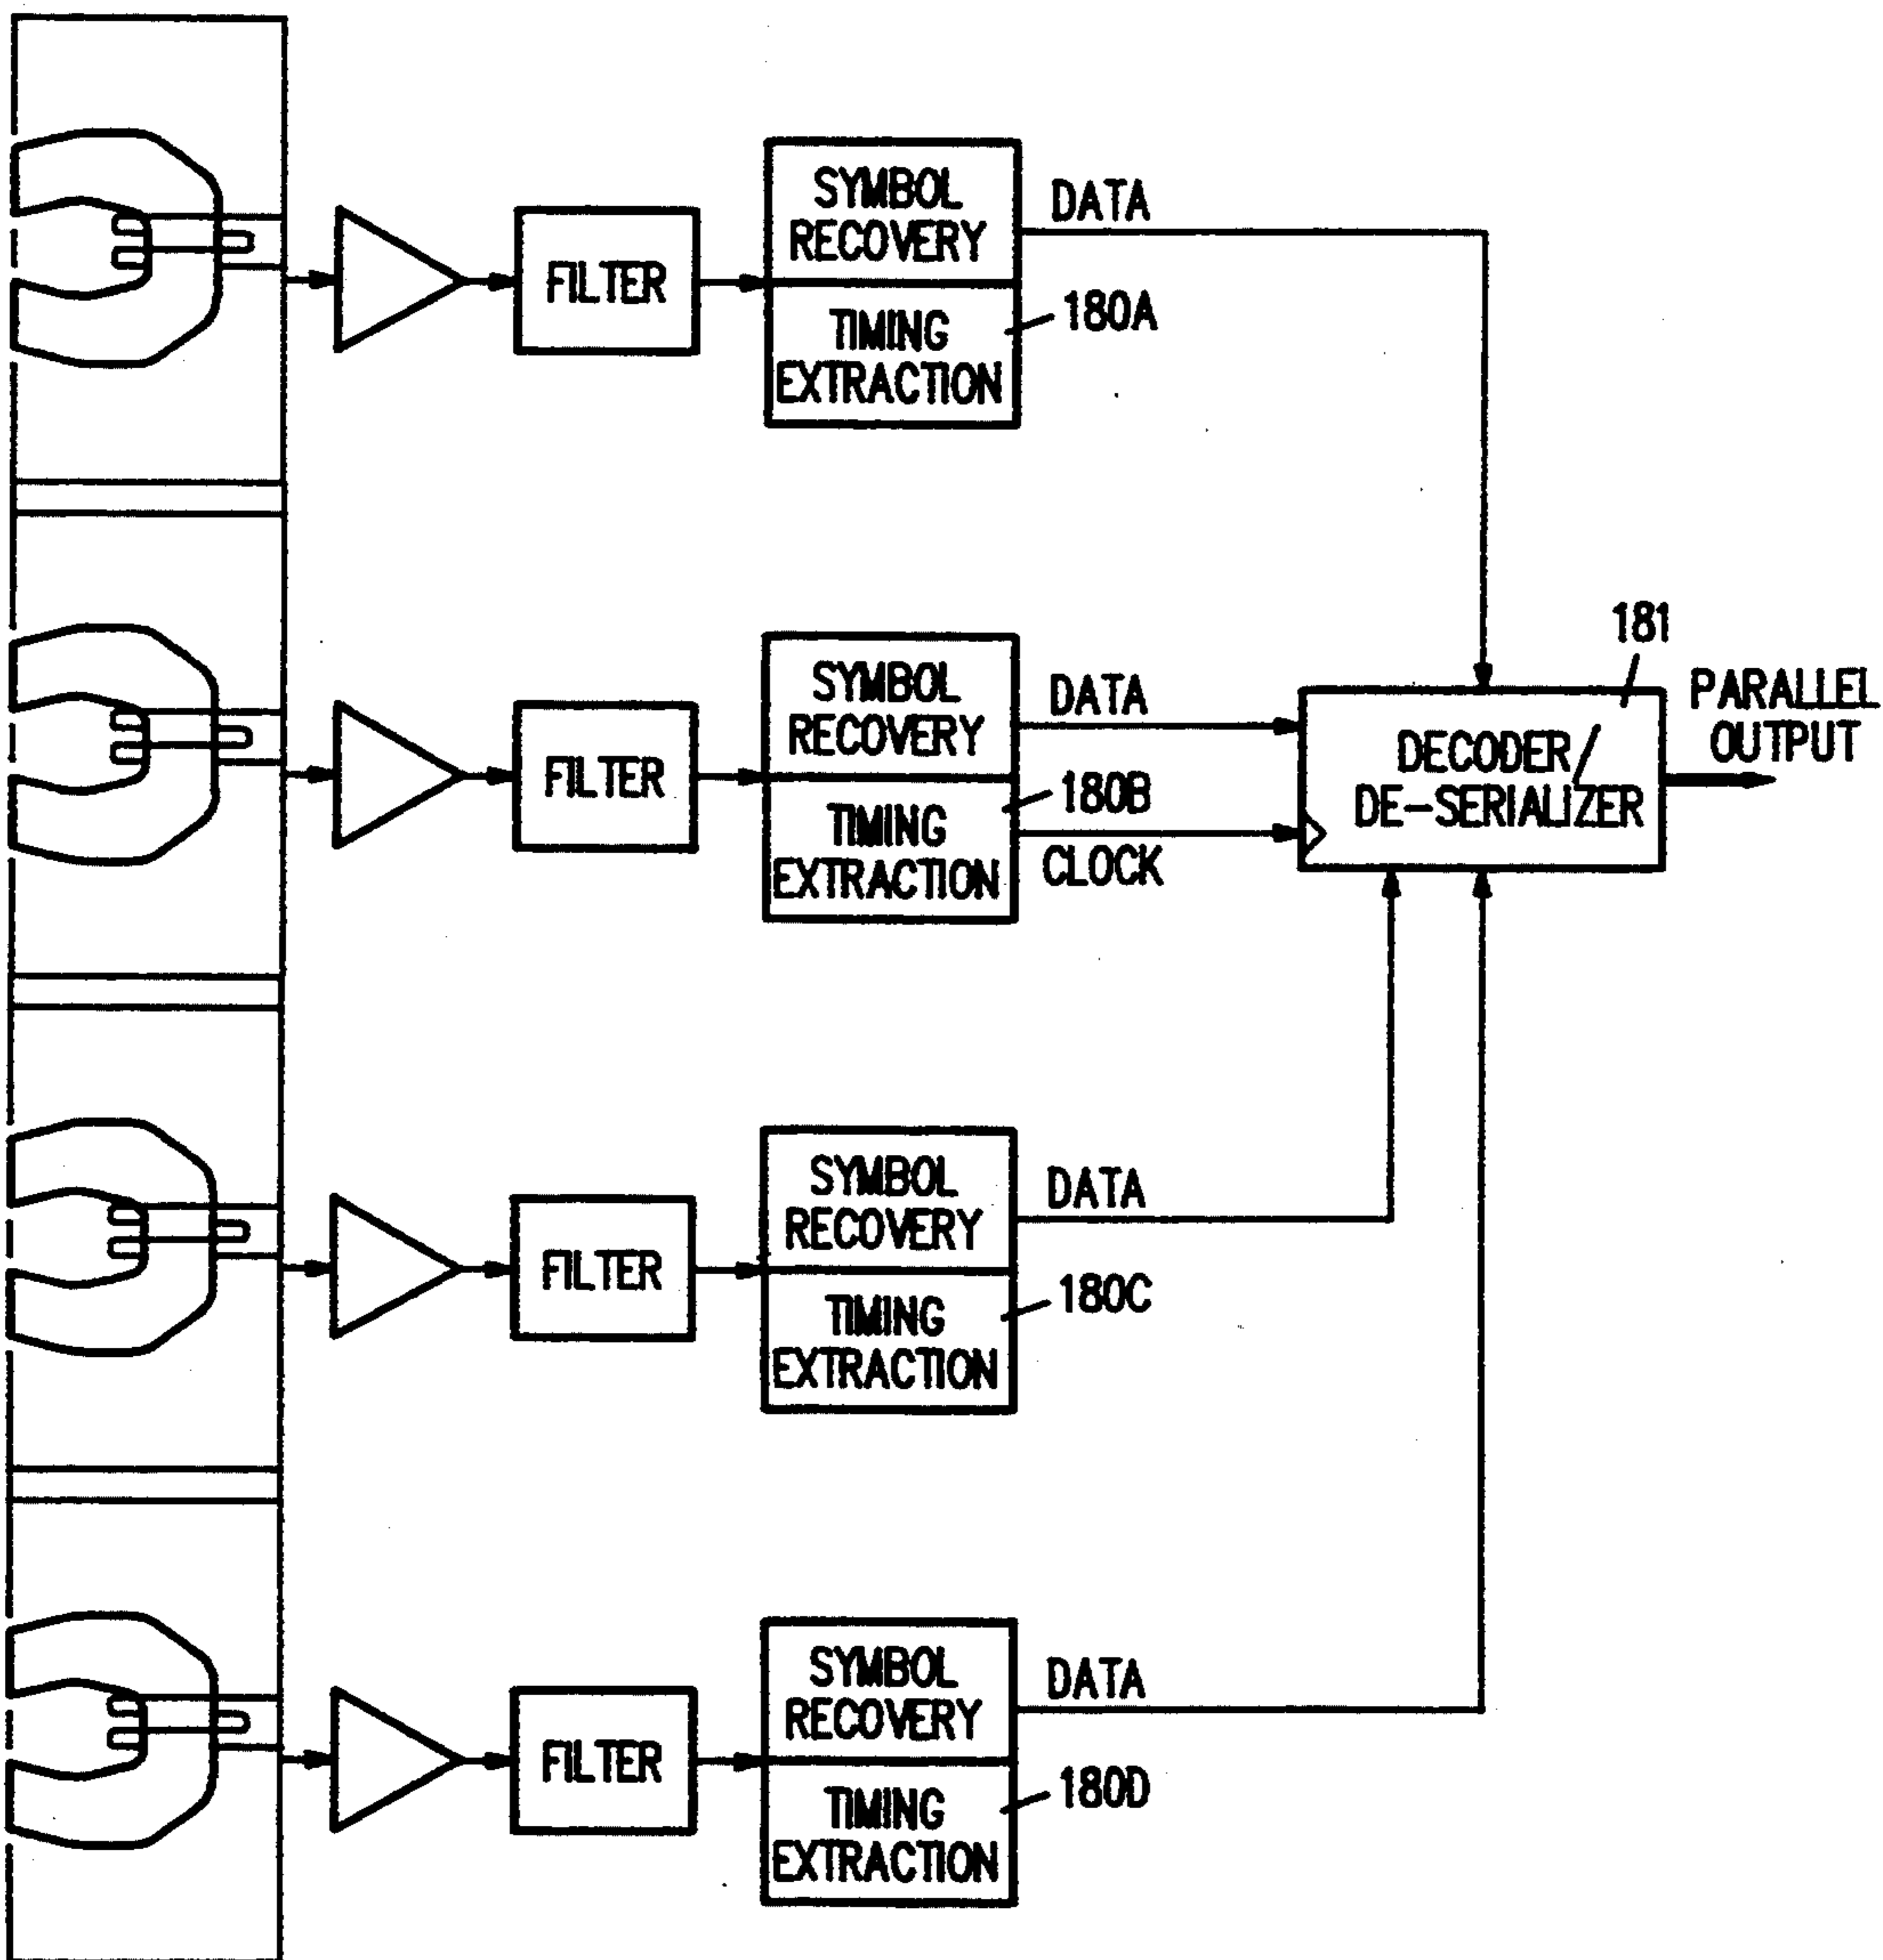 SYMBOL
RECOVERY
DATA
FILTER
180A
TIMING
EXTRACTION
181
PARALLEL
OUTPUT
SYMBOL
RECOVERY
DATA
DECODER/
DE-SERIALIZER
FILTER
180B
TIMING
EXTRACTION
CLOCK
SYMBOL
RECOVERY
DATA
FILTER
180C
TIMING
EXTRACTION
SYMBOL
RECOVERY
DATA
FILTER
180D
TIMING
EXTRACTION